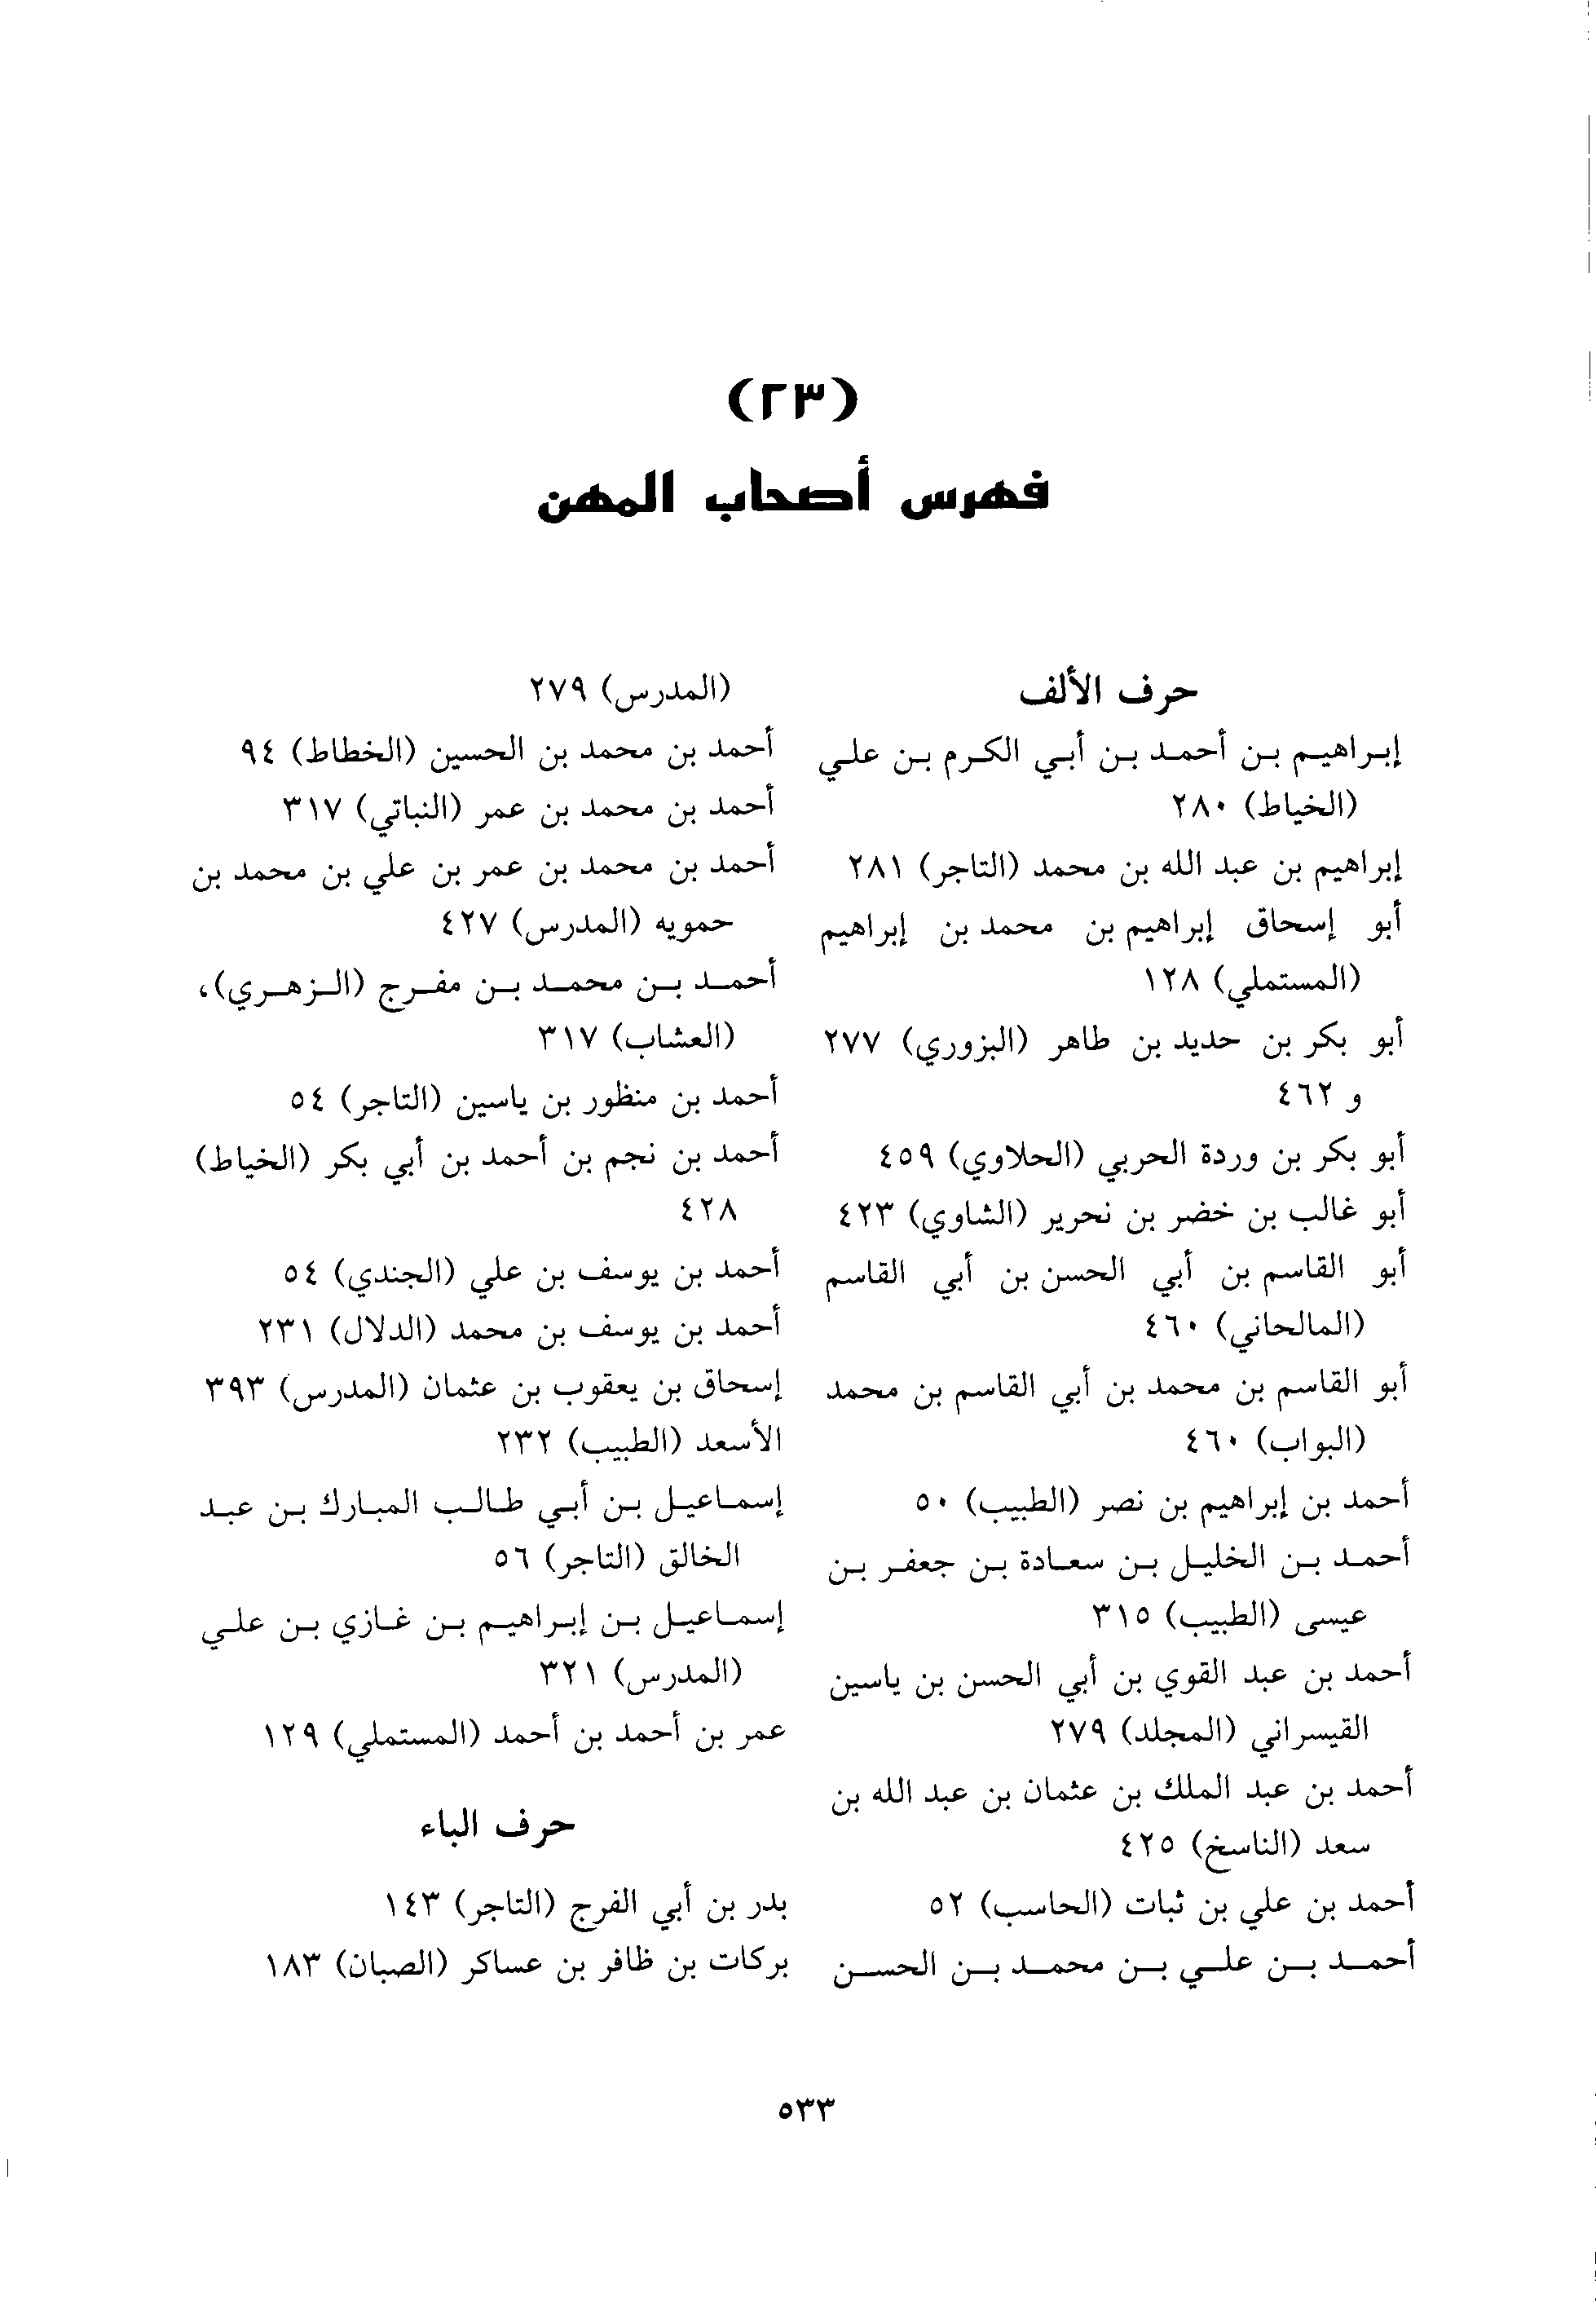 (٢٣)
فهرس أصحاب المهن
حرف الألف
إبراهيم بن أحمد بن أبي الكرم بن علي
(الخياط) ٢٨٠
إبراهيم بن عبد الله بن محمد (التاجر) ٢٨١
أبو إسحاق إبراهيم بن محمد بن إبراهيم
(المستملي) ١٢٨
أبو بكر بن حديد بن طاهر (البزوري) ٢٧٧
و ٤٦٢
أبو بكر بن وردة الحربي (الحلاوي) ٤٥٩
أبو غالب بن خضر بن نحرير (الشاوي) ٤٢٣
أبو القاسم بن أبي الحسن بن أبي القاسم
(المالحاني) ٤٦٠
أبو القاسم بن محمد بن أبي القاسم بن محمد
(البواب) ٤٦٠
أحمد بن إبراهيم بن نصر (الطبيب) ٥٠
أحمد بن الخليل بن سعادة بن جعفر بن
عيسى (الطبيب) ٣١٥
أحمد بن عبد القوي بن أبي الحسن بن ياسين
القيسراني (المجلد) ٢٧٩
أحمد بن عبد الملك بن عثمان بن عبد الله بن
سعد (الناسخ) ٤٢٥
أحمد بن علي بن ثبات (الحاسب) ٥٢
أحمد بن علي بن محمد بن الحسن
(المدرس) ٢٧٩
أحمد بن محمد بن الحسين (الخطاط) ٩٤
أحمد بن محمد بن عمر (النباتي) ٣١٧
أحمد بن محمد بن عمر بن علي بن محمد بن
حمويه (المدرس) ٤٢٧
أحمد بن محمد بن مفرج (الزهري)،
(العشاب) ٣١٧
أحمد بن منظور بن ياسين (التاجر) ٥٤
أحمد بن نجم بن أحمد بن أبي بكر (الخياط)
٤٢٨
أحمد بن يوسف بن علي (الجندي) ٥٤
أحمد بن يوسف بن محمد (الدلال) ٢٣١
إسحاق بن يعقوب بن عثمان (المدرس) ٣٩٣
الأسعد (الطبيب) ٢٣٢
إسماعيل بن أبي طالب المبارك بن عبد
الخالق (التاجر) ٥٦
إسماعيل بن إبراهيم بن غازي بن علي
(المدرس) ٣٢١
عمر بن أحمد بن أحمد (المستملي) ١٢٩
حرف الباء
بدر بن أبي الفرج (التاجر) ١٤٣
بركات بن ظافر بن عساكر (الصبان) ١٨٣
٥٣٣